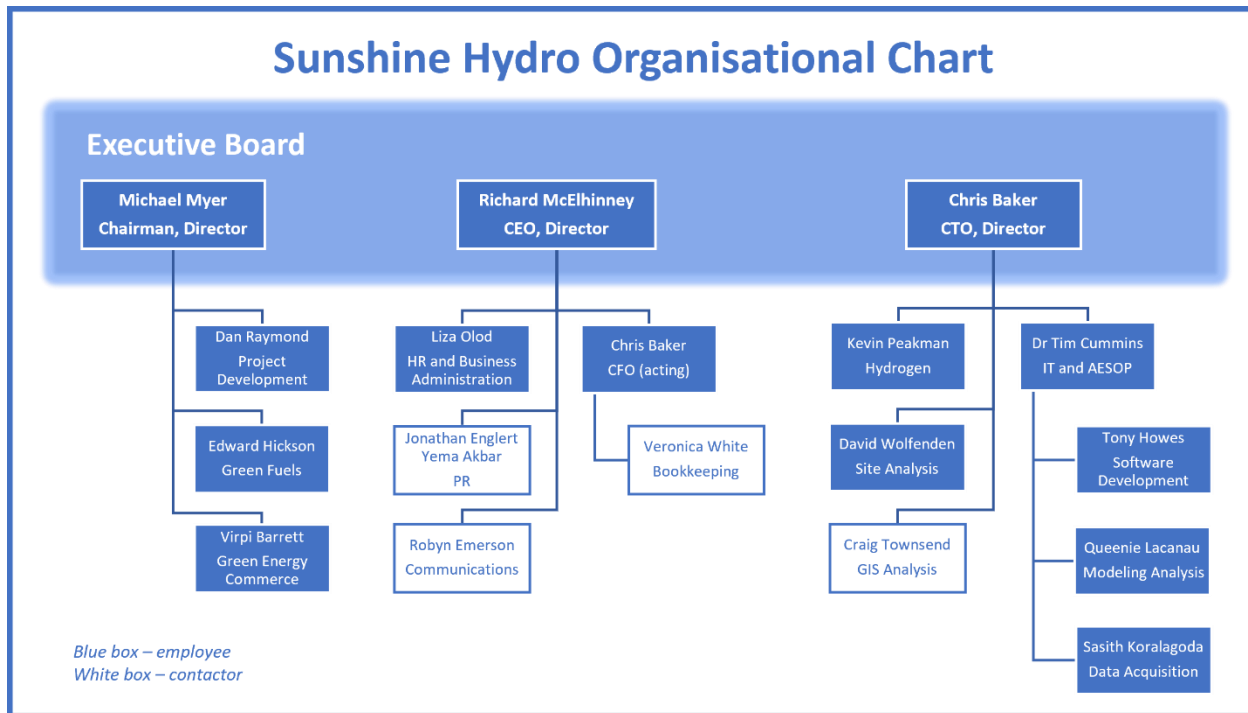 Sunshine Hydro Organisational Chart
Executive Board
Michael Myer
Chairman, Director
Richard McElhinney
CEO, Director
Chris Baker
CTO, Director
Dan Raymond
Project
Development
Edward Hickson
Green Fuels
Virpi Barrett
Green Energy
Commerce
Liza Olod
HR and Business
Administration
Jonathan Englert
Yema Akbar
PR
Robyn Emerson
Communications
Chris Baker
CFO (acting)
Veronica White
Bookkeeping
Kevin Peakman
Hydrogen
David Wolfenden
Site Analysis
Craig Townsend
GIS Analysis
Dr Tim Cummins
IT and AESOP
Tony Howes
Software
Development
Queenie Lacanau
Modeling Analysis
Sasith Koralagoda
Data Acquisition
Blue box – employee
White box – contactor